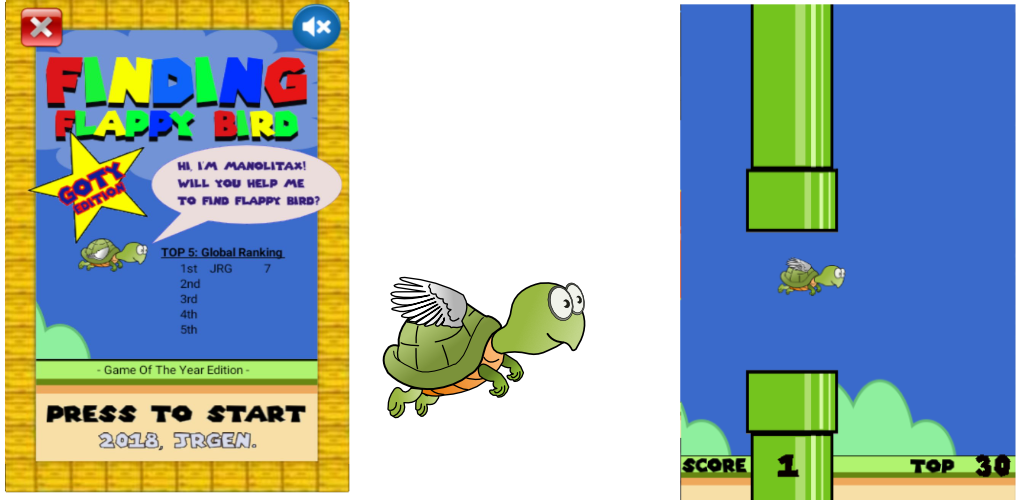 FINDING
FLAPPY BIRD
GOTY
EDITION
HI, I'M MANOLITAX!
WILL YOU HELP ME
TO FIND FLAPPY BIRD?
TOP 5: Global Ranking
1st JRG 7
2nd
3rd
4th
5th
- Game Of The Year Edition -
PRESS TO START
2018, JRGEN.
SCORE 1 TOP 30